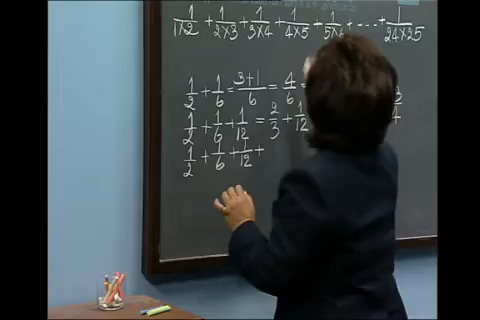 1/1×2 + 1/2×3 + 1/3×4 + 1/4×5 + 1/5×6 + ---- + 1/24×25
1/2 + 1/6 = 3+1/6 = 4/6 =
1/2 + 1/6 + 1/12 = 2/3 + 1/12
1/2 + 1/6 + 1/12 +